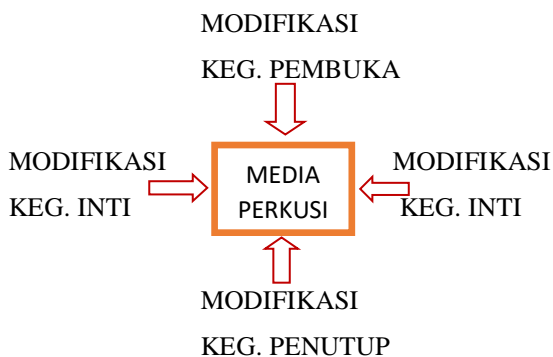 MODIFIKASI
KEG. PEMBUKA
MODIFIKASI
KEG. INTI
MEDIA
PERKUSI
MODIFIKASI
KEG. INTI
MODIFIKASI
KEG. PENUTUP